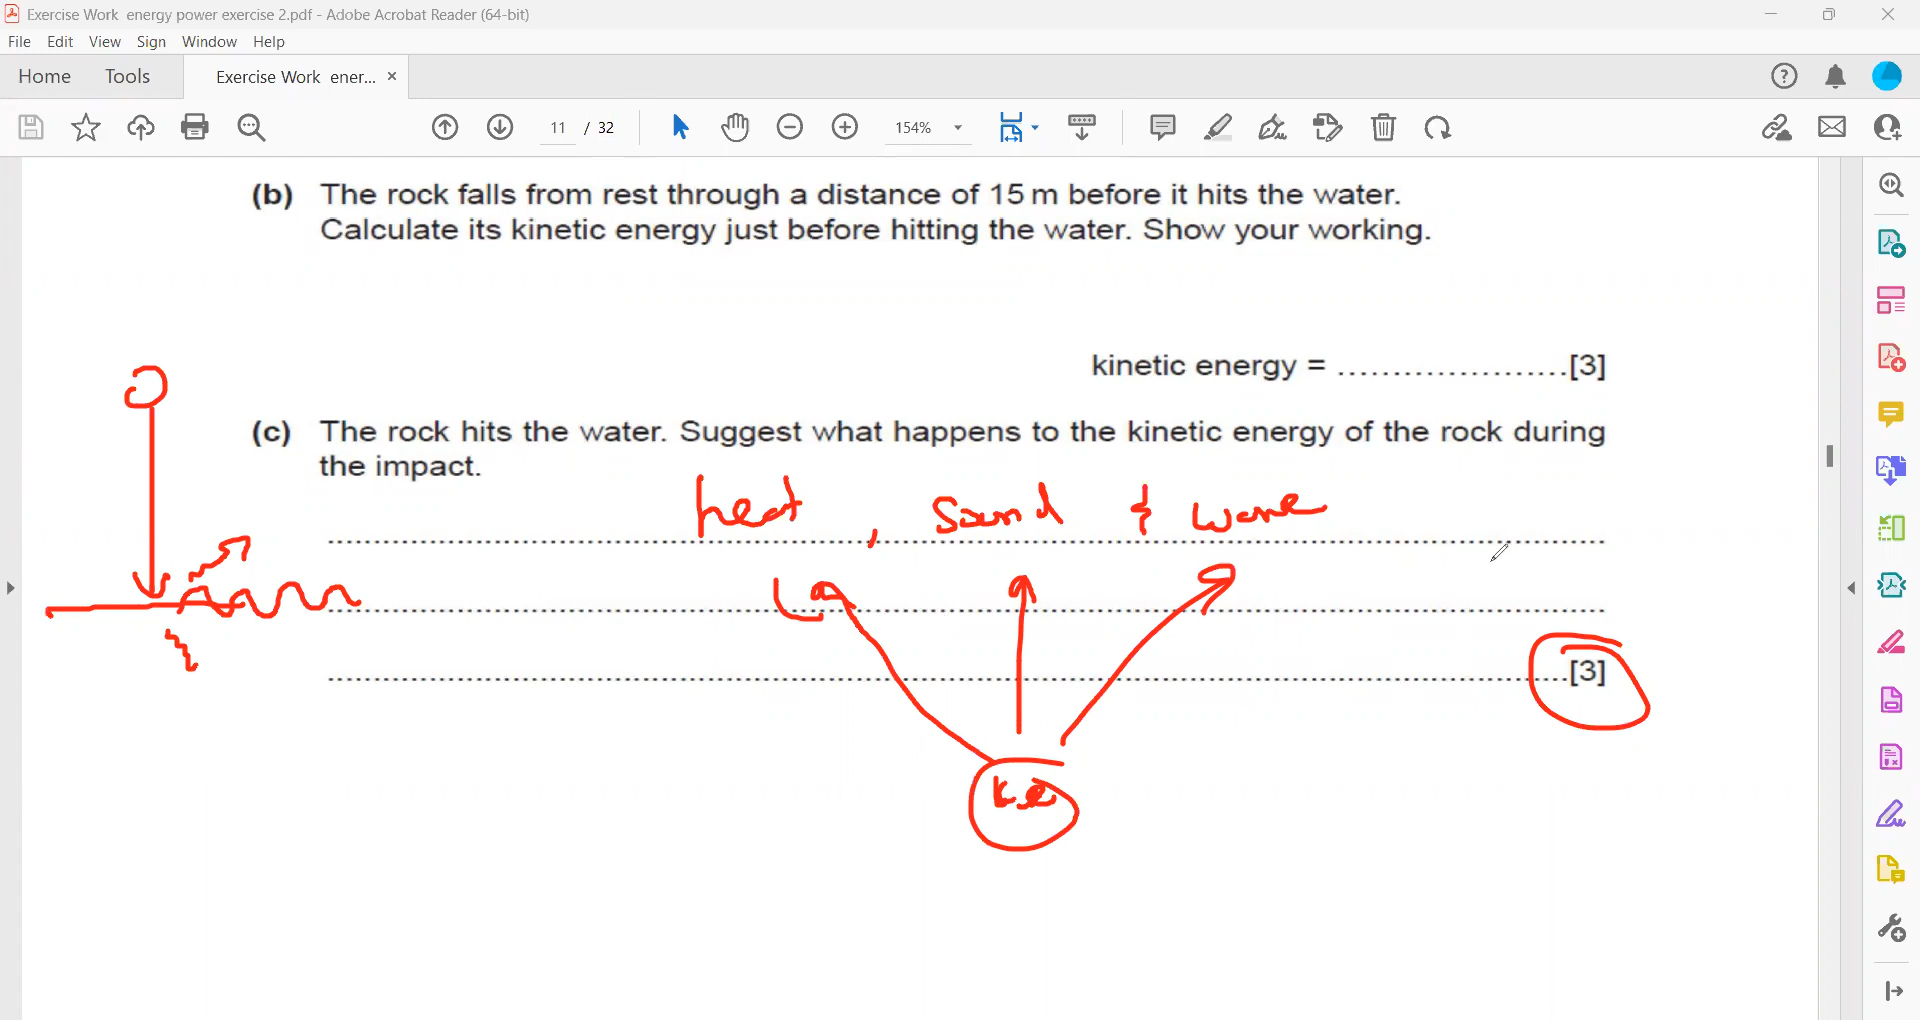 Exercise Work energy power exercise 2.pdf - Adobe Acrobat Reader (64-bit)
File Edit View Sign Window Help
Home Tools Exercise Work ener... ×
11 / 32 154%
(b) The rock falls from rest through a distance of 15 m before it hits the water.
Calculate its kinetic energy just before hitting the water. Show your working.
kinetic energy = ......................[3]
(c) The rock hits the water. Suggest what happens to the kinetic energy of the rock during
the impact.
heat, sound & wave
[3]
k.e